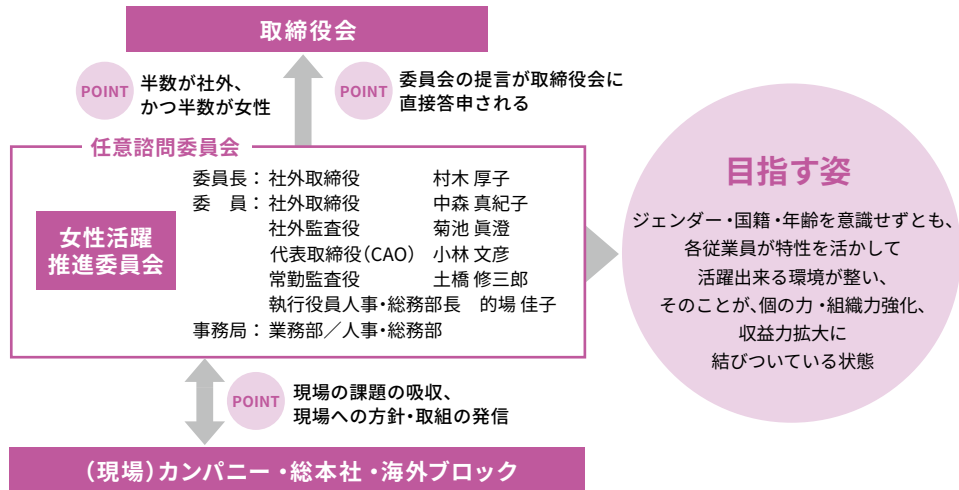 取締役会
POINT
半数が社外、
かつ半数が女性
POINT
委員会の提言が取締役会に
直接答申される
任意諮問委員会
女性活躍
推進委員会
委員長：社外取締役 村木 厚子
委　員：社外取締役 中森 真紀子
社外監査役 菊池 眞澄
代表取締役（CAO） 小林 文彦
常勤監査役 土橋 修三郎
執行役員人事・総務部長 的場 佳子
事務局：業務部／人事・総務部
POINT
現場の課題の吸収、
現場への方針・取組の発信
（現場）カンパニー・総本社・海外ブロック
目指す姿
ジェンダー・国籍・年齢を意識せずとも、
各従業員が特性を活かして
活躍出来る環境が整い、
そのことが、個の力・組織力強化、
収益力拡大に
結びついている状態